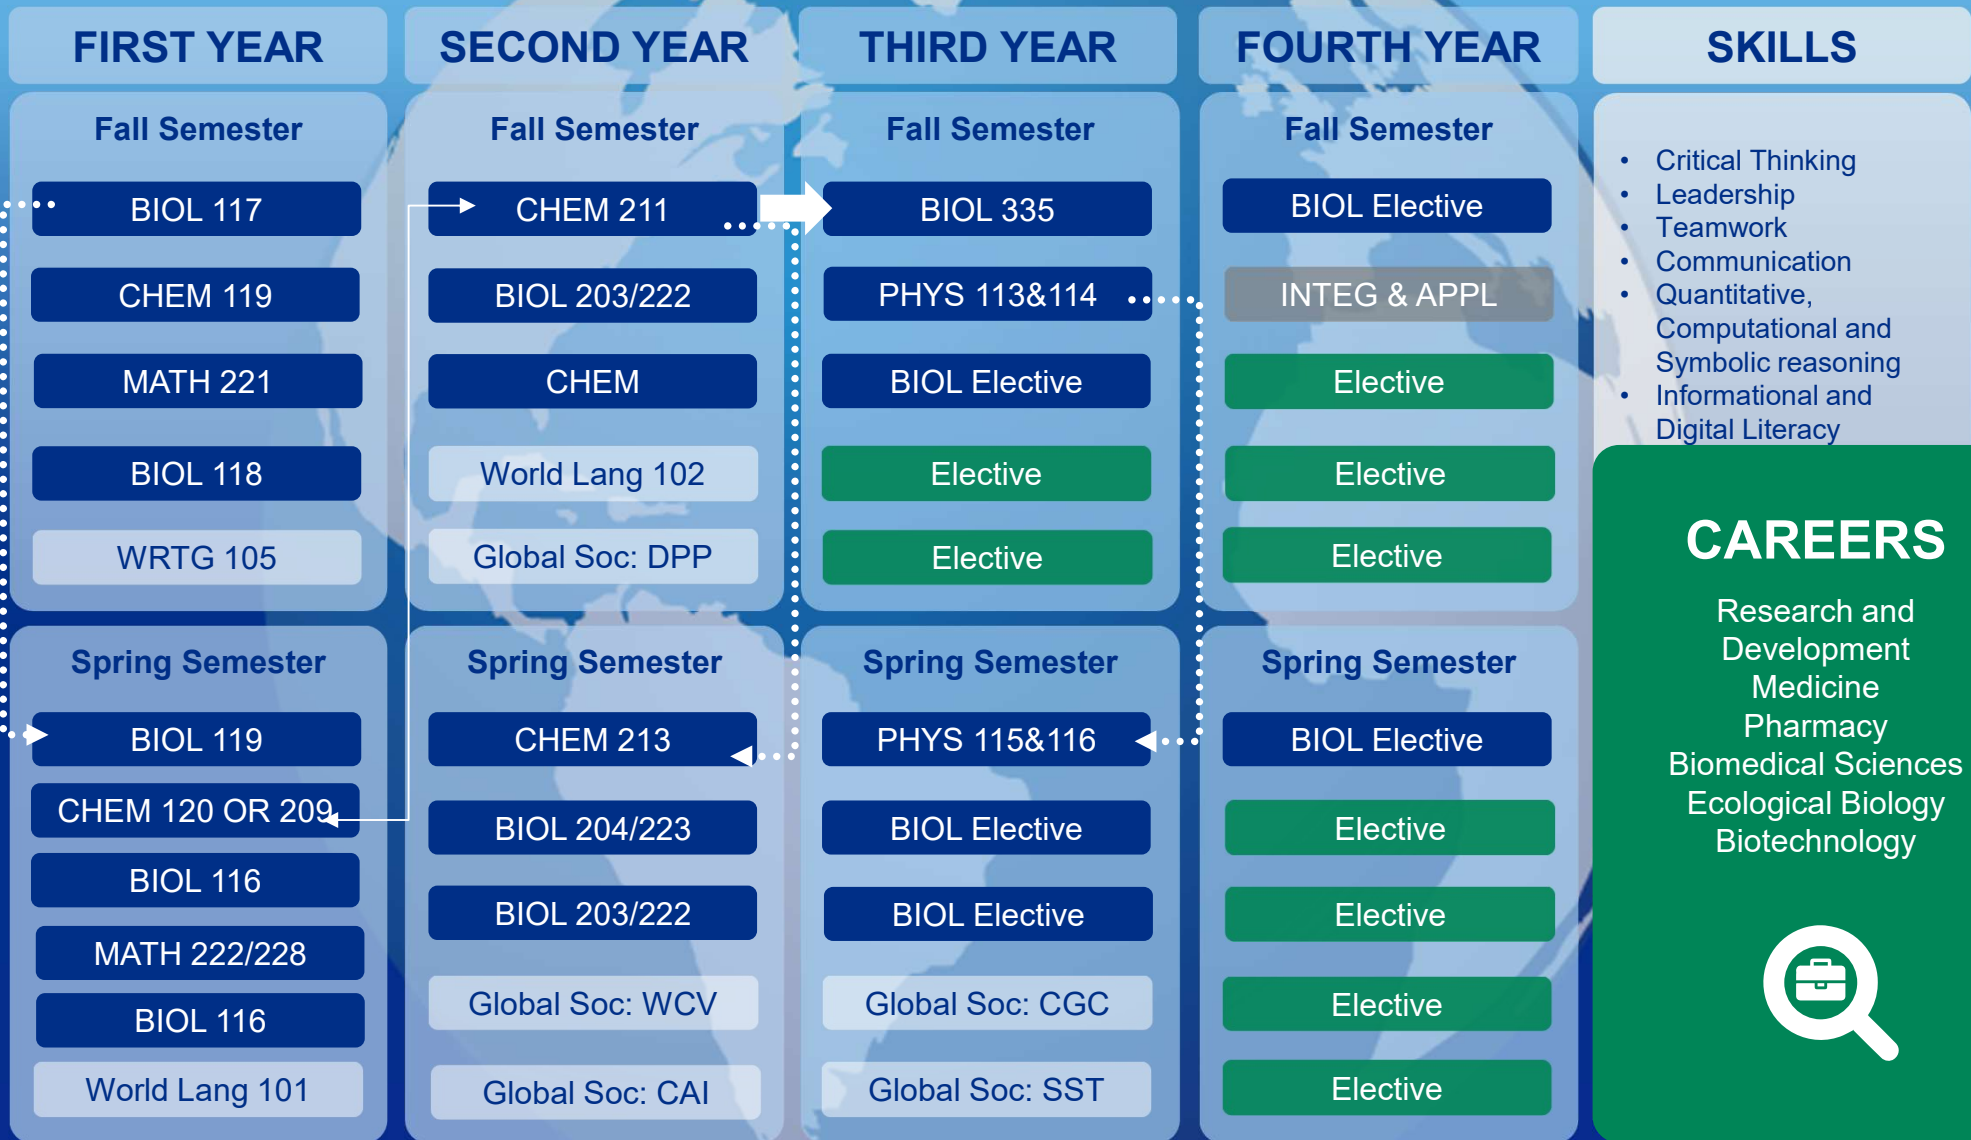 FIRST YEAR
Fall Semester
BIOL 117
CHEM 119
MATH 221
BIOL 118
WRTG 105
Spring Semester
BIOL 119
CHEM 120 OR 209
BIOL 116
MATH 222/228
BIOL 116
World Lang 101
SECOND YEAR
Fall Semester
CHEM 211
BIOL 203/222
CHEM
World Lang 102
Global Soc: DPP
Spring Semester
CHEM 213
BIOL 204/223
BIOL 203/222
Global Soc: WCV
Global Soc: CAI
THIRD YEAR
Fall Semester
BIOL 335
PHYS 113&114
BIOL Elective
Elective
Elective
Spring Semester
PHYS 115&116
BIOL Elective
BIOL Elective
Global Soc: CGC
Global Soc: SST
FOURTH YEAR
Fall Semester
BIOL Elective
INTEG & APPL
Elective
Elective
Elective
Spring Semester
BIOL Elective
Elective
Elective
Elective
Elective
SKILLS
• Critical Thinking
• Leadership
• Teamwork
• Communication
• Quantitative,
Computational and
Symbolic reasoning
• Informational and
Digital Literacy
CAREERS
Research and
Development
Medicine
Pharmacy
Biomedical Sciences
Ecological Biology
Biotechnology